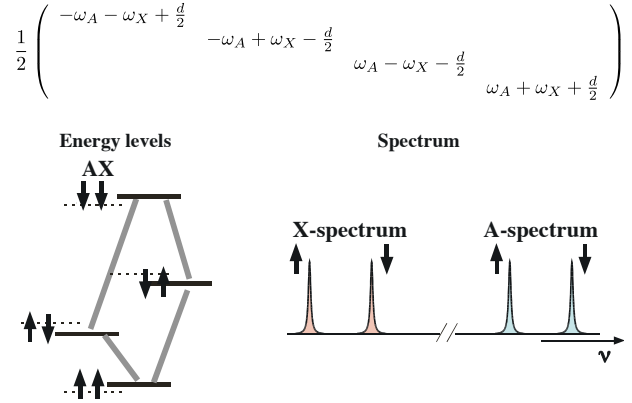 1/2 ( -ω_A - ω_X + d/2
-ω_A + ω_X - d/2
ω_A - ω_X - d/2
ω_A + ω_X + d/2 )
Energy levels
Spectrum
AX
X-spectrum
A-spectrum
ν